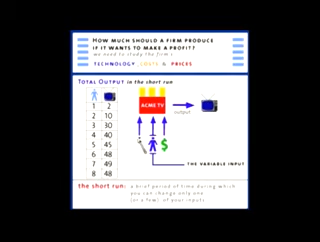 HOW MUCH SHOULD A FIRM PRODUCE
IF IT WANTS TO MAKE A PROFIT?
we need to study the firm's
TECHNOLOGY, COSTS & PRICES
TOTAL OUTPUT in the short run
1 2
2 10
3 30
4 40
5 45
6 48
7 49
8 48
ACME TV
output
$
THE VARIABLE INPUT
the short run: a brief period of time during which
you can change only one
(or a few) of your inputs